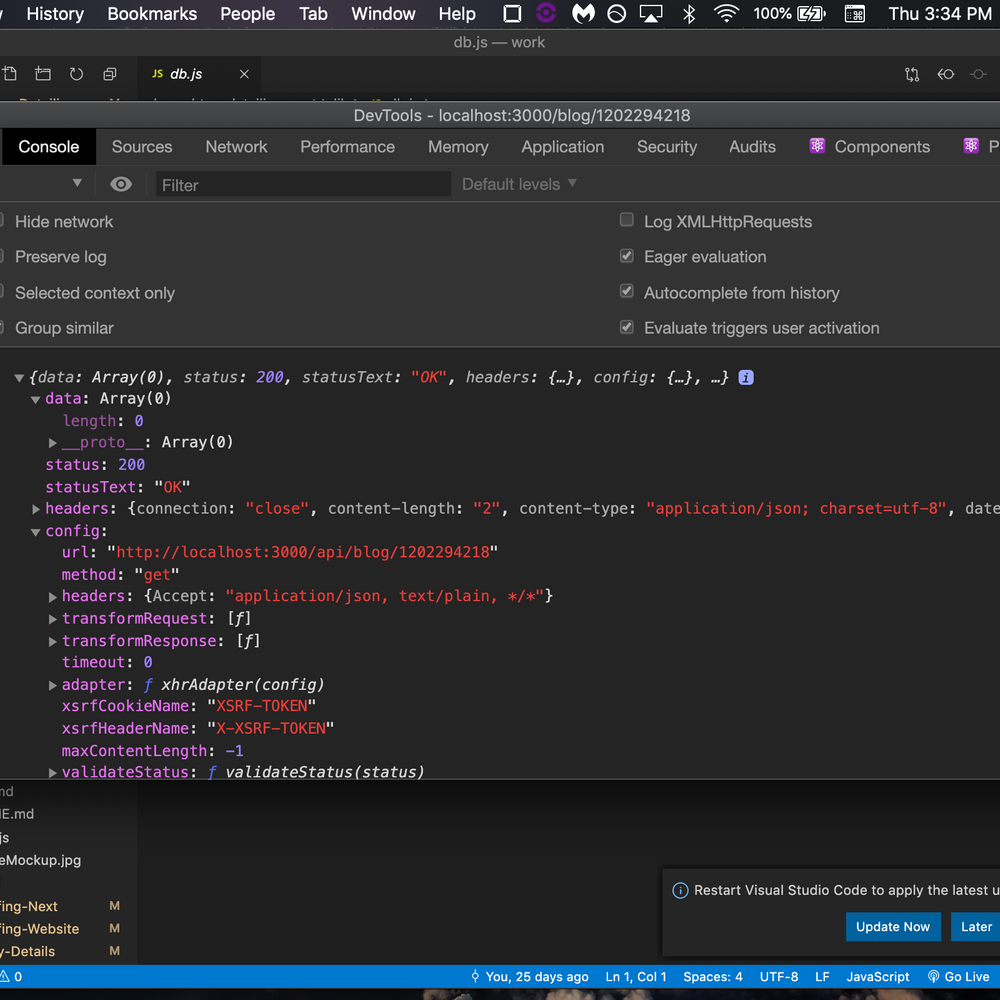 History Bookmarks People Tab Window Help 100% Thu 3:34 PM
db.js — work
JS db.js
DevTools - localhost:3000/blog/1202294218
Console Sources Network Performance Memory Application Security Audits Components P
Filter Default levels
Hide network Log XMLHttpRequests
Preserve log Eager evaluation
Selected context only Autocomplete from history
Group similar Evaluate triggers user activation
{data: Array(0), status: 200, statusText: "OK", headers: {…}, config: {…}, …} i
data: Array(0)
length: 0
__proto__: Array(0)
status: 200
statusText: "OK"
headers: {connection: "close", content-length: "2", content-type: "application/json; charset=utf-8", date
config:
url: "http://localhost:3000/api/blog/1202294218"
method: "get"
headers: {Accept: "application/json, text/plain, */*"}
transformRequest: [ƒ]
transformResponse: [ƒ]
timeout: 0
adapter: ƒ xhrAdapter(config)
xsrfCookieName: "XSRF-TOKEN"
xsrfHeaderName: "X-XSRF-TOKEN"
maxContentLength: -1
validateStatus: ƒ validateStatus(status)
md
E.md
js
eMockup.jpg
Restart Visual Studio Code to apply the latest u
fing-Next M
Update Now Later
fing-Website M
y-Details M
0 You, 25 days ago Ln 1, Col 1 Spaces: 4 UTF-8 LF JavaScript Go Live